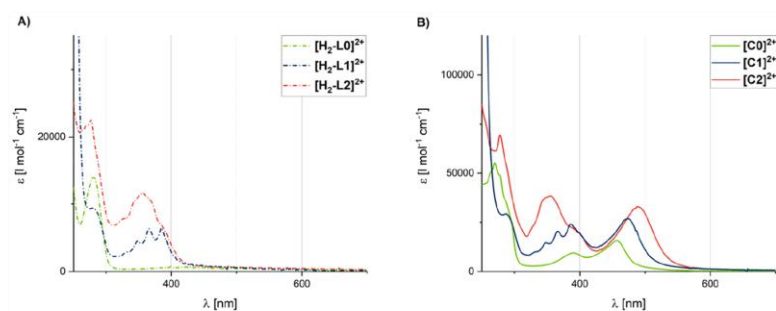 A)
[H₂-L0]²⁺
[H₂-L1]²⁺
[H₂-L2]²⁺
ε [l mol⁻¹ cm⁻¹]
20000
0
400
600
λ [nm]
B)
[C0]²⁺
[C1]²⁺
[C2]²⁺
ε [l mol⁻¹ cm⁻¹]
100000
50000
0
400
600
λ [nm]